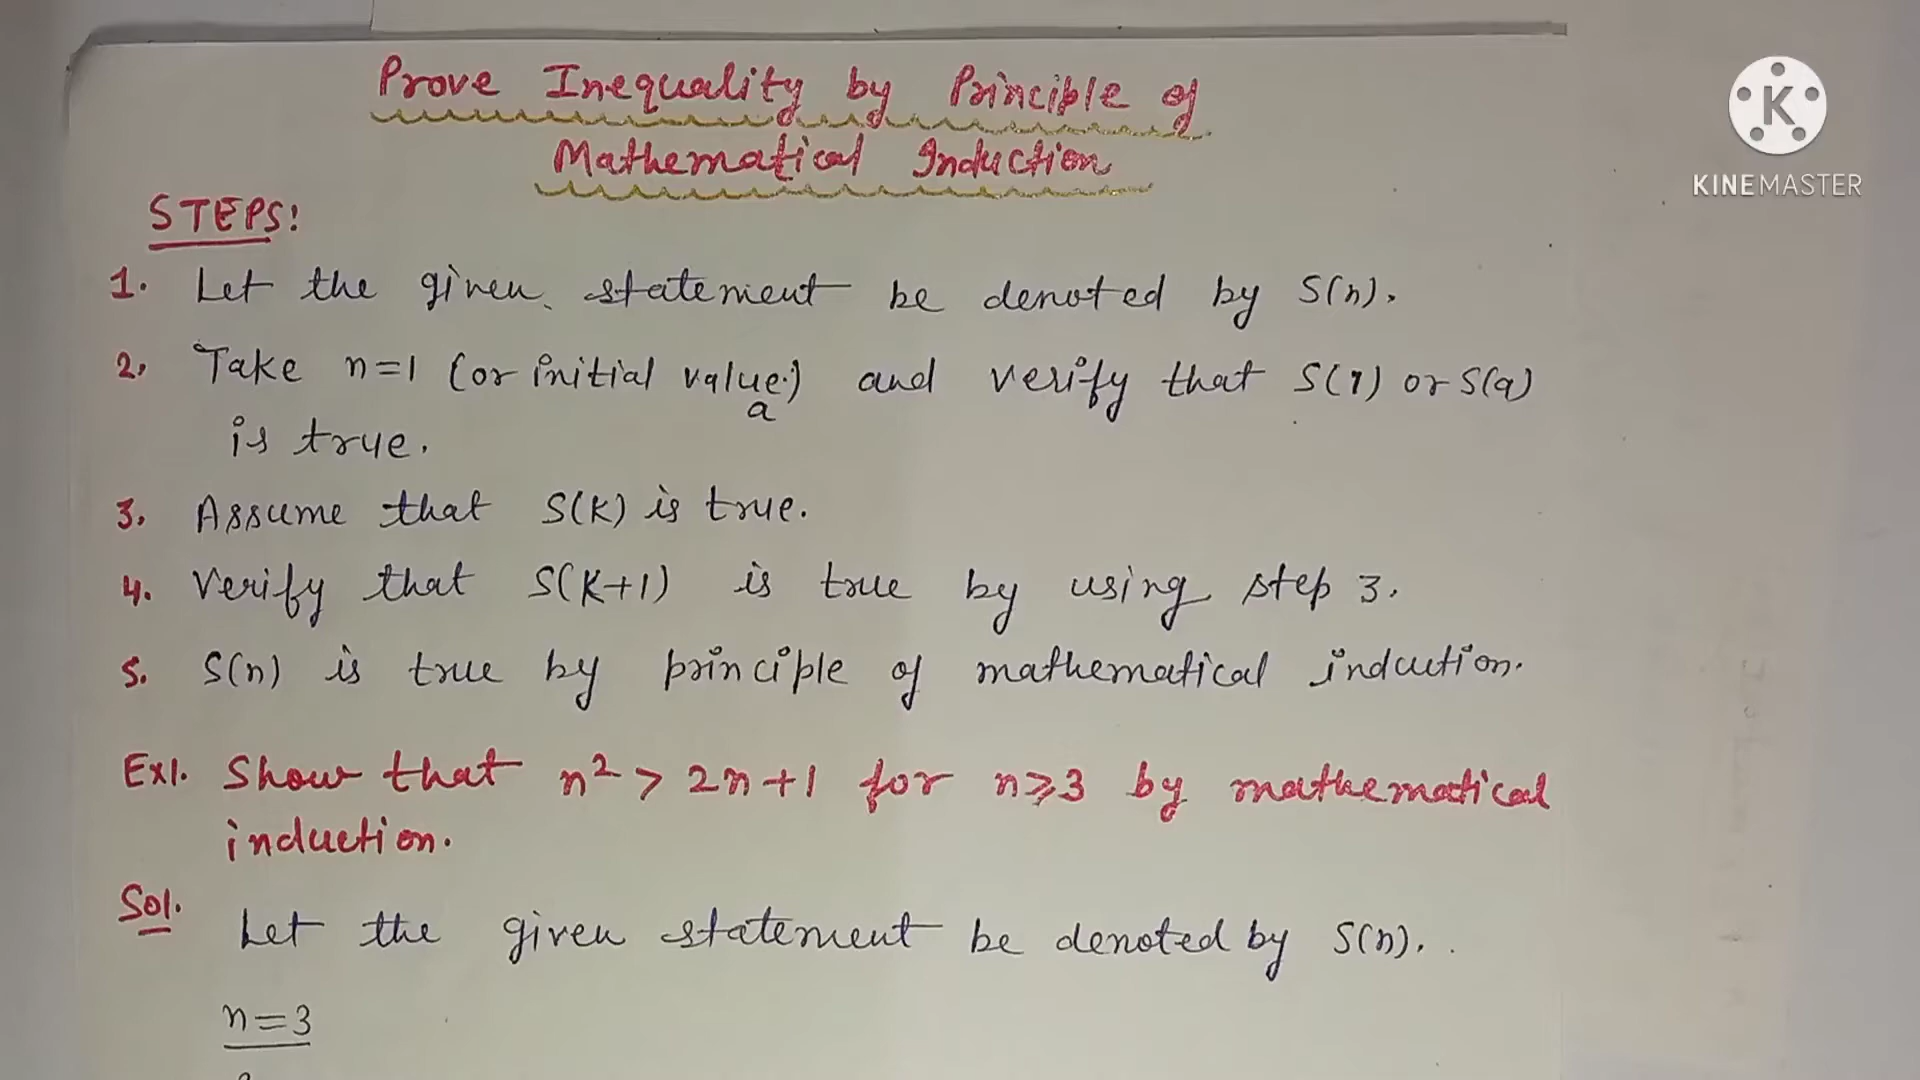 Prove Inequality by Principle of
Mathematical Induction
KINEMASTER
STEPS:
1. Let the given statement be denoted by S(n).
2. Take n=1 (or initial value) and verify that S(1) or S(a)
a
is true.
3. Assume that S(K) is true.
4. Verify that S(K+1) is true by using step 3.
5. S(n) is true by principle of mathematical induction.
Ex1. Show that n² > 2n+1 for n⩾3 by mathematical
induction.
Sol. Let the given statement be denoted by S(n).
n=3